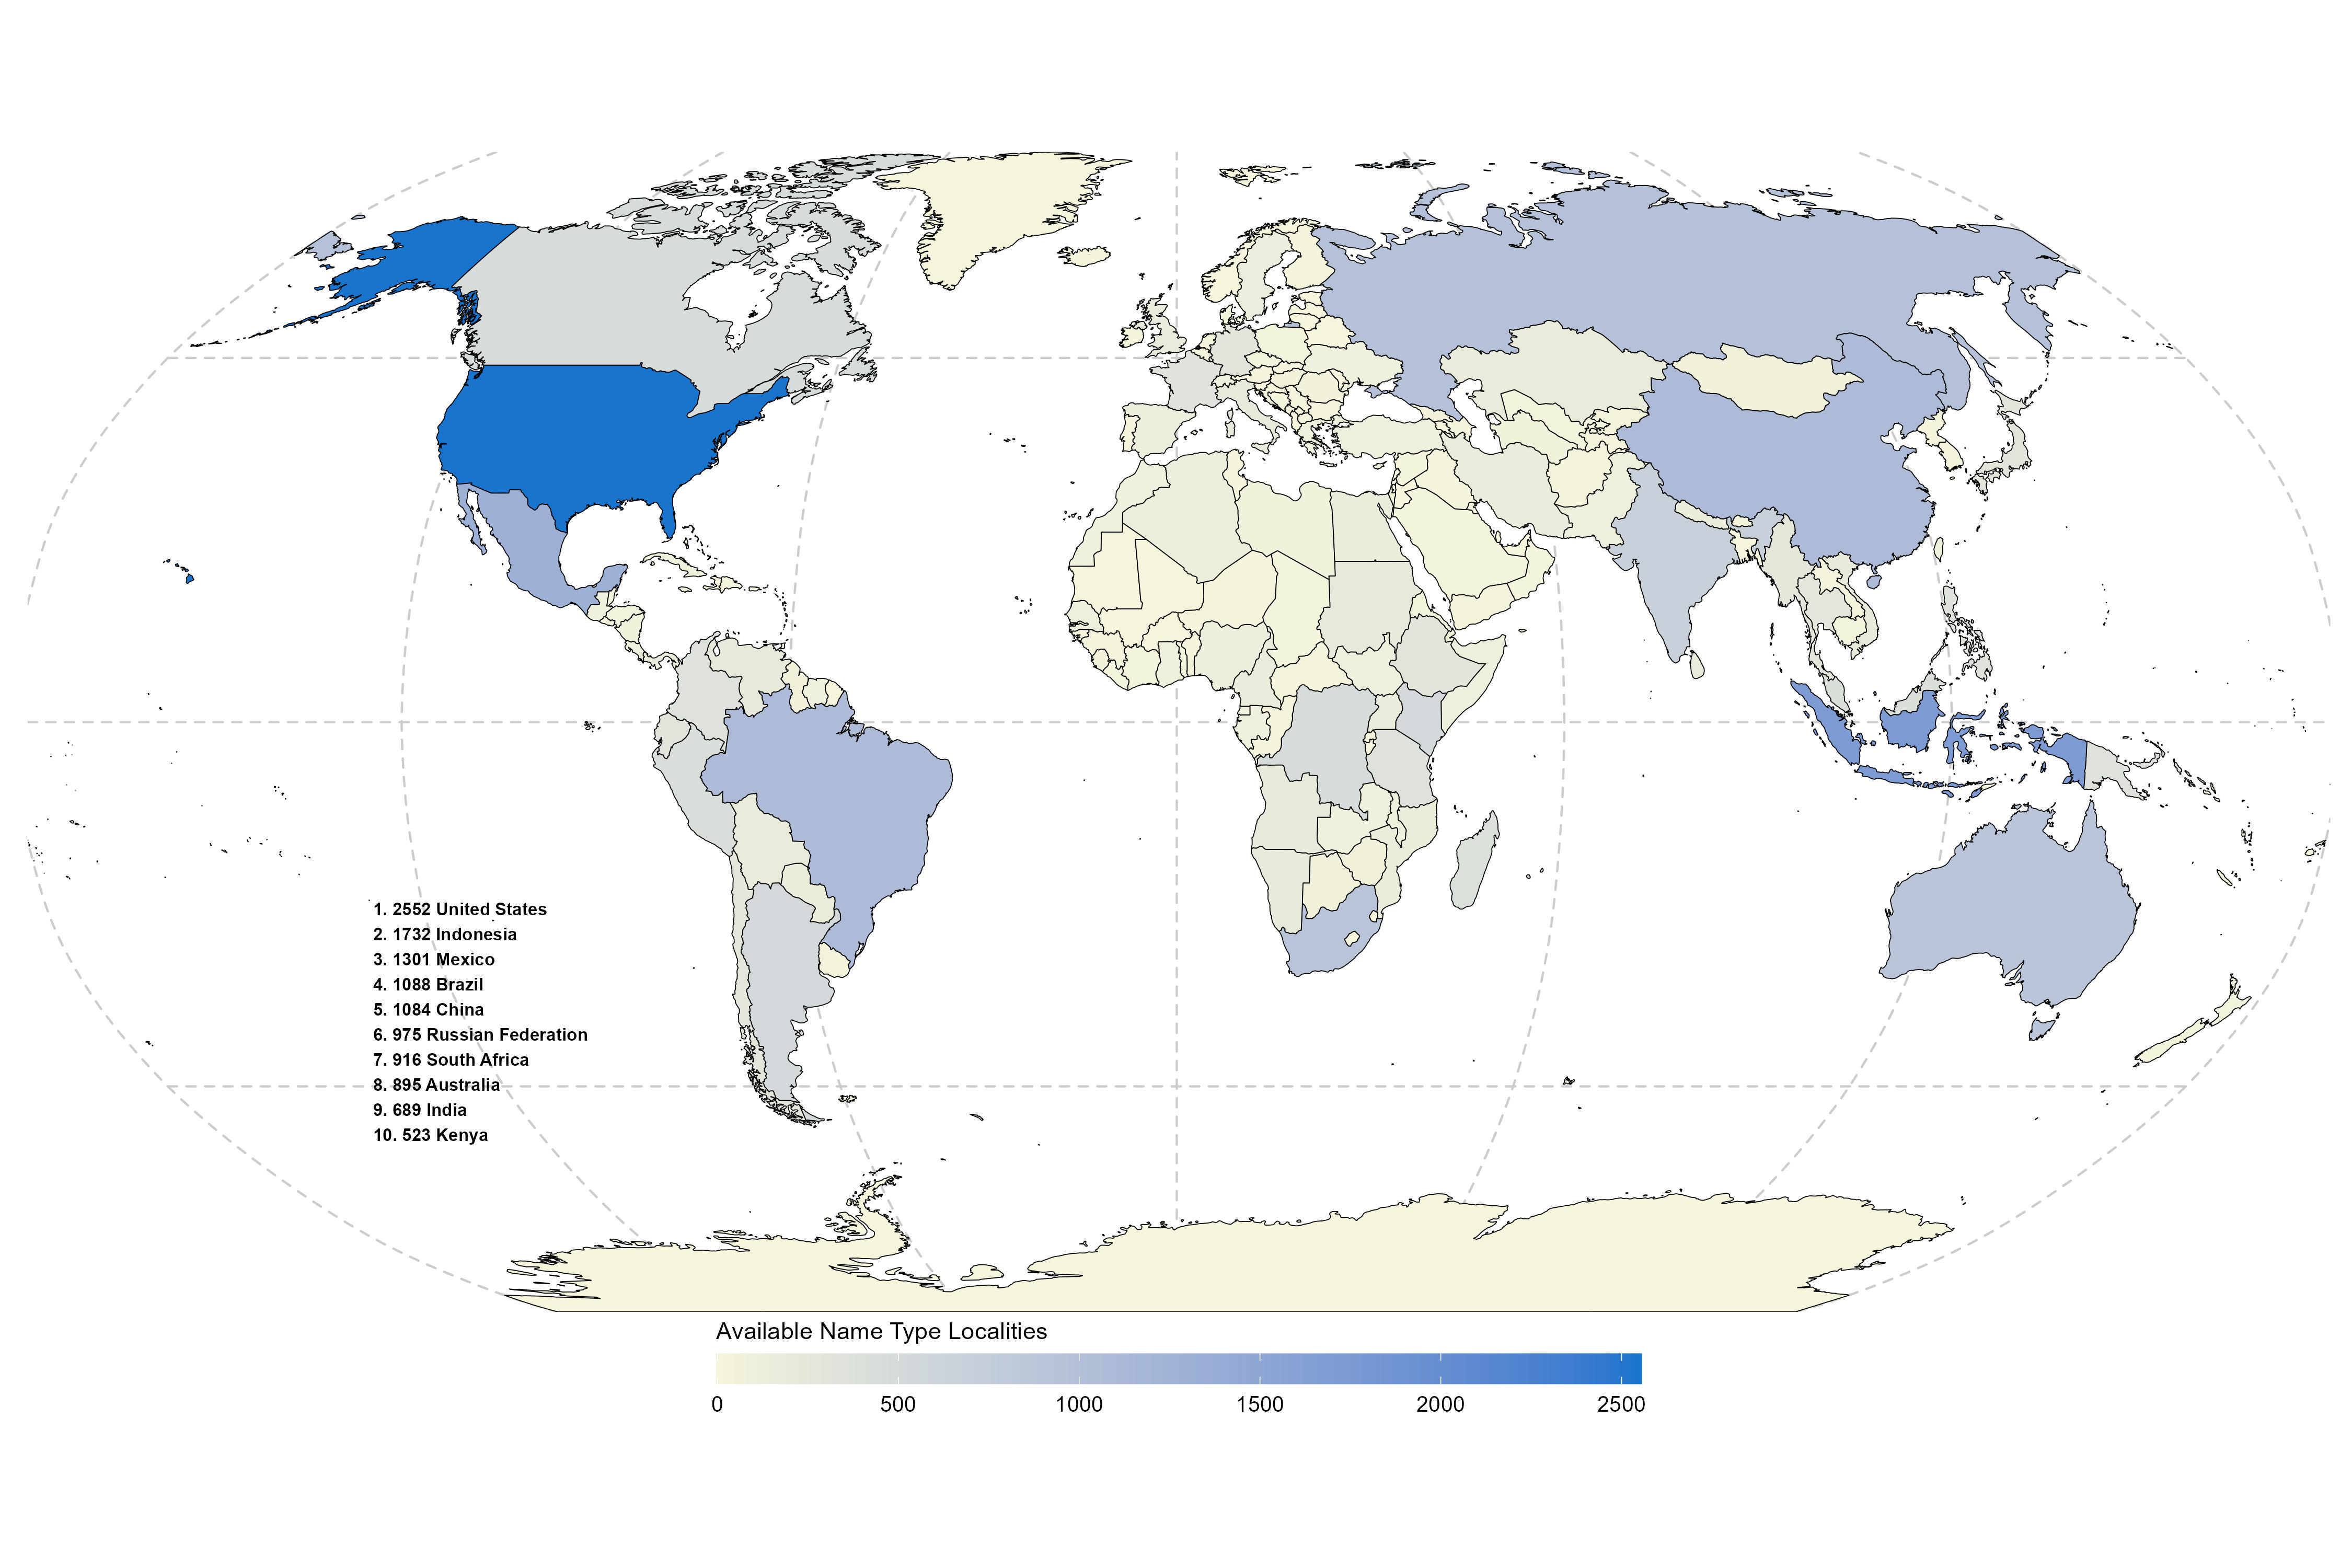 1. 2552 United States
2. 1732 Indonesia
3. 1301 Mexico
4. 1088 Brazil
5. 1084 China
6. 975 Russian Federation
7. 916 South Africa
8. 895 Australia
9. 689 India
10. 523 Kenya
Available Name Type Localities
0 500 1000 1500 2000 2500